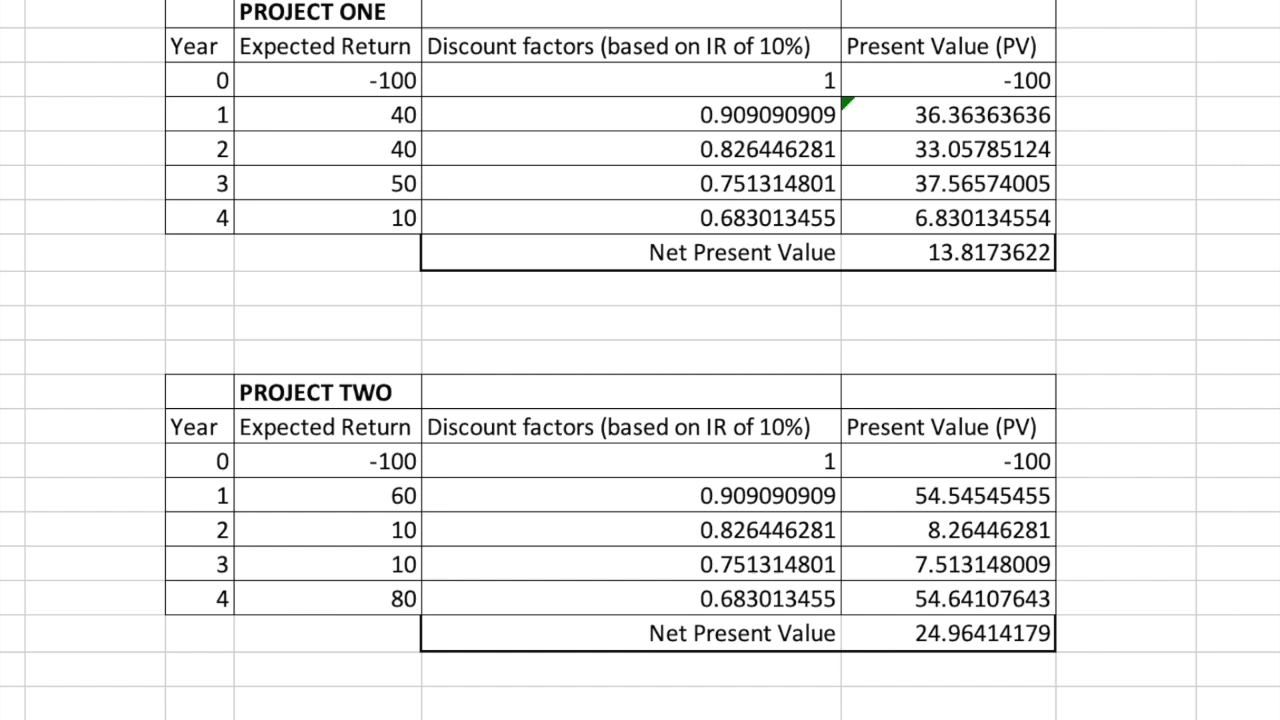 PROJECT ONE
Year Expected Return Discount factors (based on IR of 10%) Present Value (PV)
0 -100 1 -100
1 40 0.909090909 36.36363636
2 40 0.826446281 33.05785124
3 50 0.751314801 37.56574005
4 10 0.683013455 6.830134554
Net Present Value 13.8173622
PROJECT TWO
Year Expected Return Discount factors (based on IR of 10%) Present Value (PV)
0 -100 1 -100
1 60 0.909090909 54.54545455
2 10 0.826446281 8.26446281
3 10 0.751314801 7.513148009
4 80 0.683013455 54.64107643
Net Present Value 24.96414179